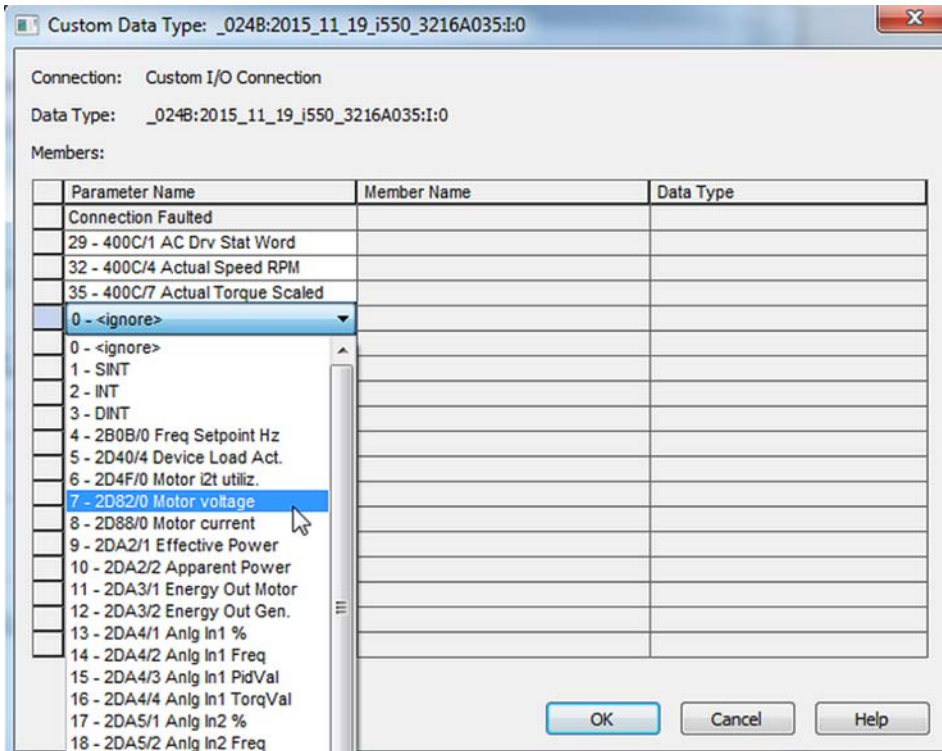 Custom Data Type: _024B:2015_11_19_i550_3216A035:I:0
Connection: Custom I/O Connection
Data Type: _024B:2015_11_19_i550_3216A035:I:0
Members:
Parameter Name Member Name Data Type
Connection Faulted
29 - 400C/1 AC Drv Stat Word
32 - 400C/4 Actual Speed RPM
35 - 400C/7 Actual Torque Scaled
0 - <ignore>
0 - <ignore>
1 - SINT
2 - INT
3 - DINT
4 - 2B0B/0 Freq Setpoint Hz
5 - 2D40/4 Device Load Act.
6 - 2D4F/0 Motor i2t utiliz.
7 - 2D82/0 Motor voltage
8 - 2D88/0 Motor current
9 - 2DA2/1 Effective Power
10 - 2DA2/2 Apparent Power
11 - 2DA3/1 Energy Out Motor
12 - 2DA3/2 Energy Out Gen.
13 - 2DA4/1 Anlg In1 %
14 - 2DA4/2 Anlg In1 Freq
15 - 2DA4/3 Anlg In1 PidVal
16 - 2DA4/4 Anlg In1 TorqVal
17 - 2DA5/1 Anlg In2 %
18 - 2DA5/2 Anlg In2 Freq
OK Cancel Help